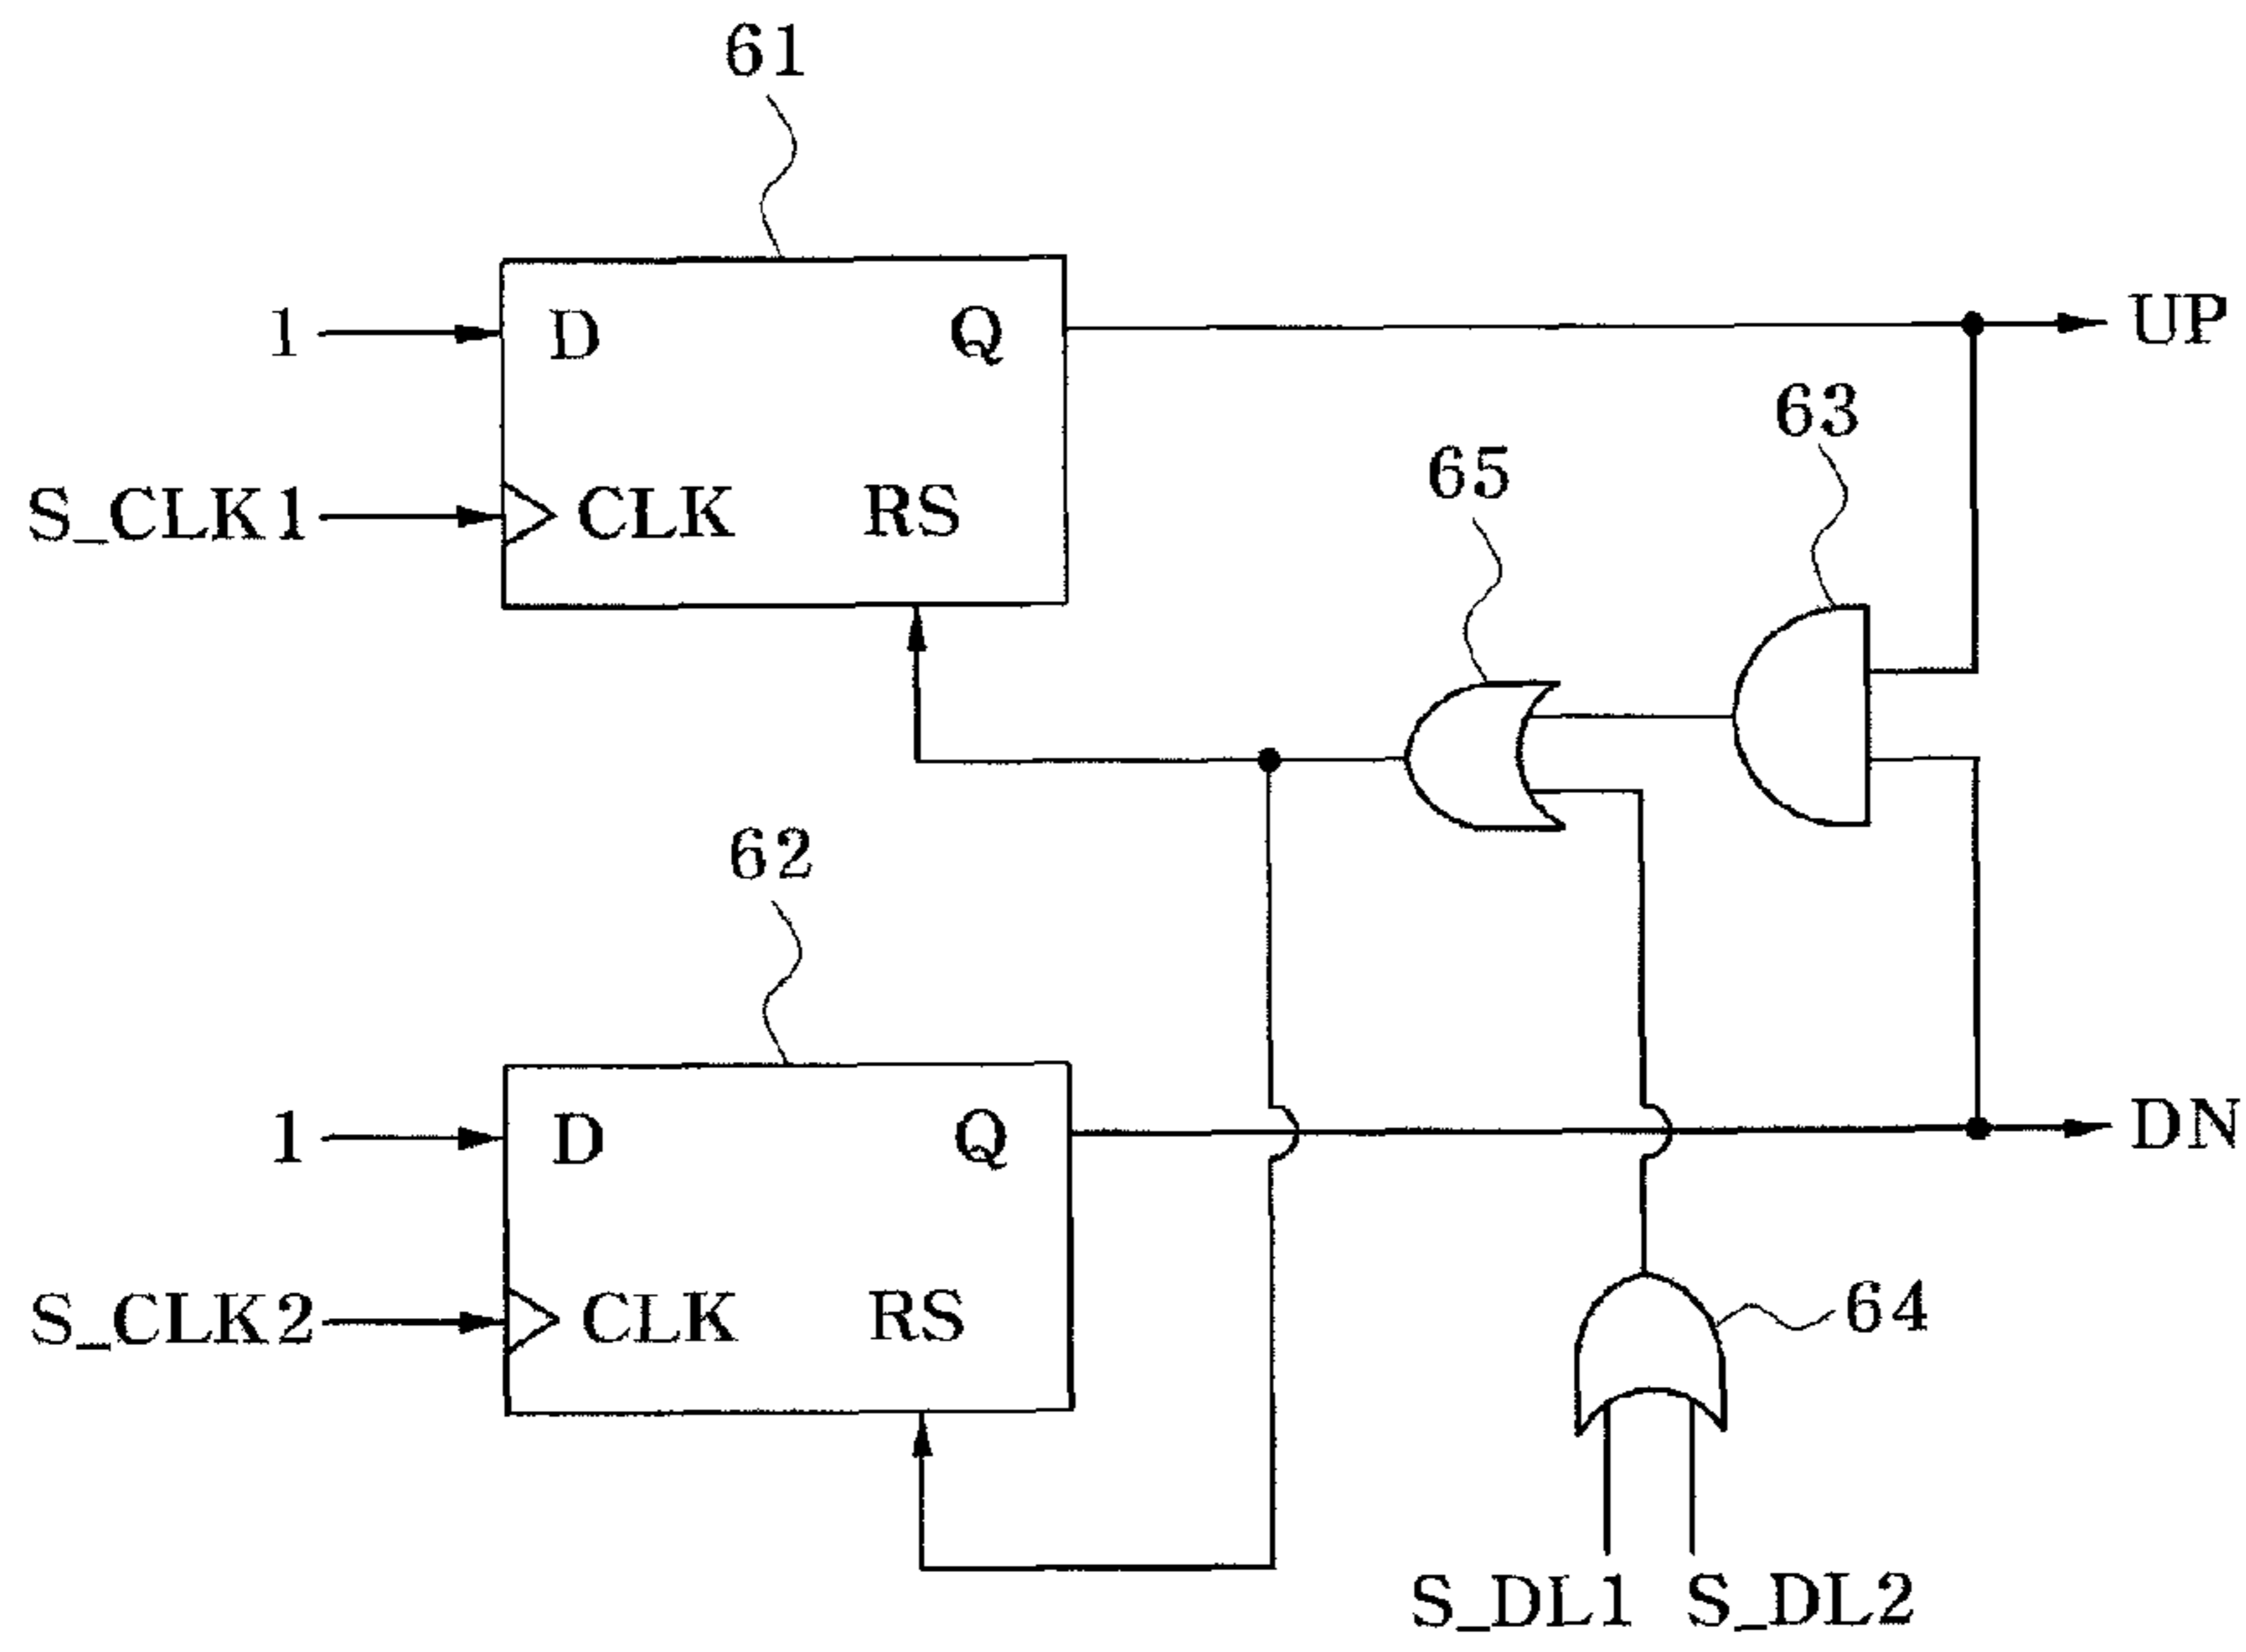 61
1
D
Q
UP
S_CLK1
CLK
RS
65
63
62
1
D
Q
DN
S_CLK2
CLK
RS
64
S_DL1
S_DL2